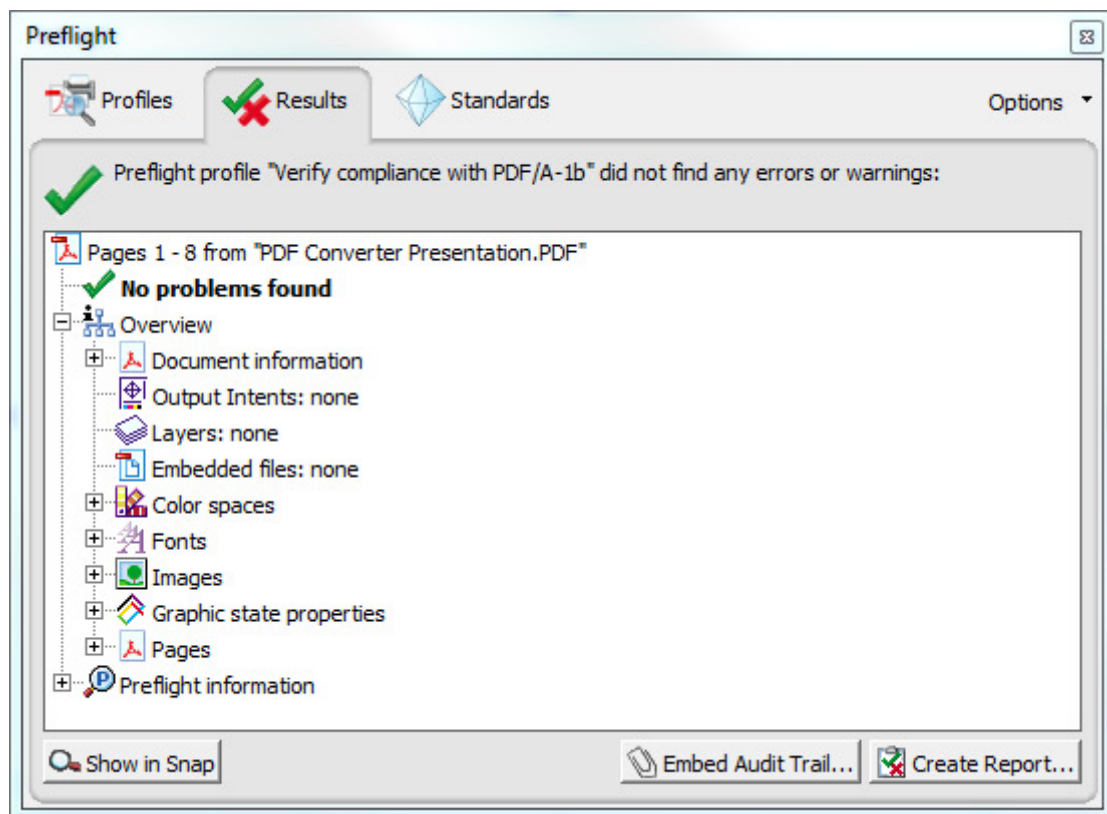 Preflight
Profiles Results Standards Options
Preflight profile "Verify compliance with PDF/A-1b" did not find any errors or warnings:
Pages 1 - 8 from "PDF Converter Presentation.PDF"
No problems found
Overview
Document information
Output Intents: none
Layers: none
Embedded files: none
Color spaces
Fonts
Images
Graphic state properties
Pages
Preflight information
Show in Snap Embed Audit Trail... Create Report...